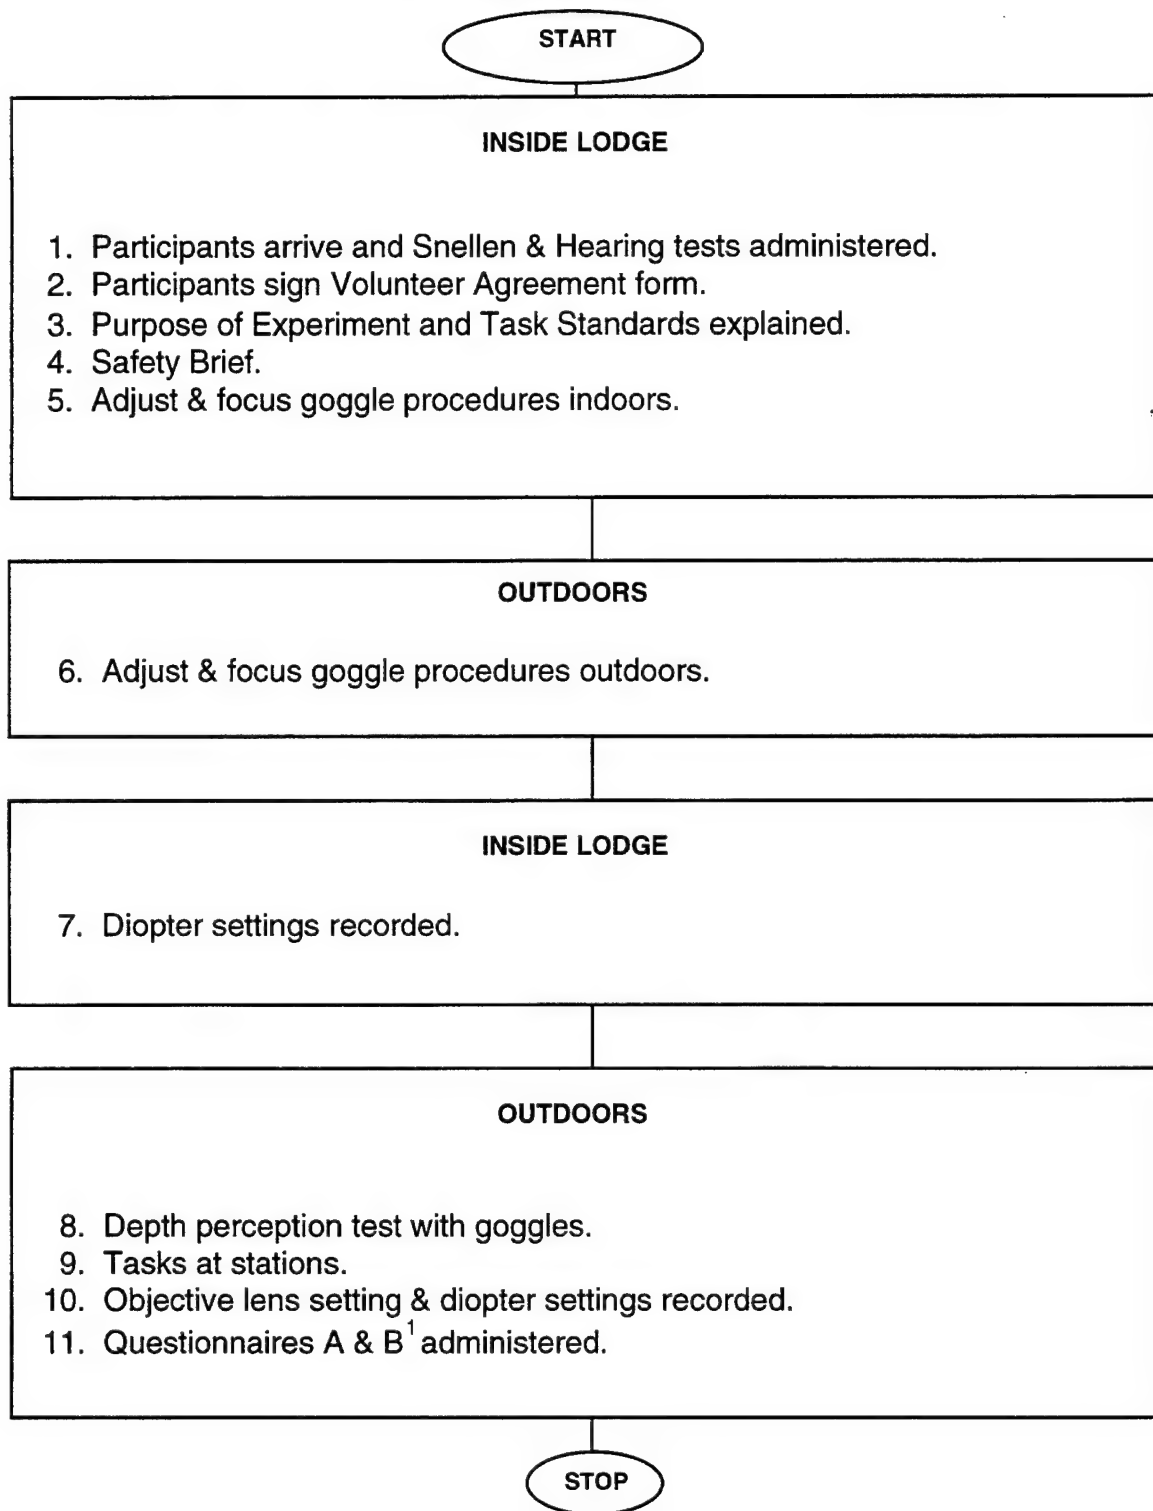 START
INSIDE LODGE
1. Participants arrive and Snellen & Hearing tests administered.
2. Participants sign Volunteer Agreement form.
3. Purpose of Experiment and Task Standards explained.
4. Safety Brief.
5. Adjust & focus goggle procedures indoors.
OUTDOORS
6. Adjust & focus goggle procedures outdoors.
INSIDE LODGE
7. Diopter settings recorded.
OUTDOORS
8. Depth perception test with goggles.
9. Tasks at stations.
10. Objective lens setting & diopter settings recorded.
11. Questionnaires A & B¹ administered.
STOP